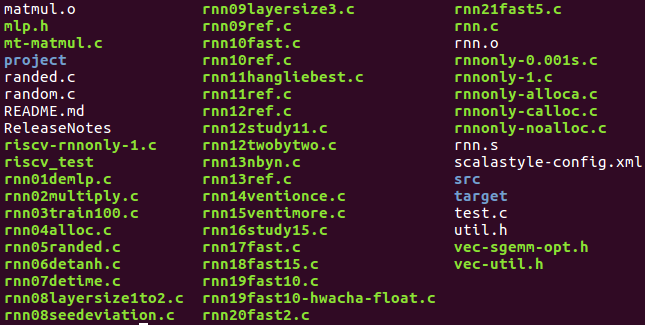 matmul.o rnn09layersize3.c rnn21fast5.c
mlp.h rnn09ref.c rnn.c
mt-matmul.c rnn10fast.c rnn.o
project rnn10ref.c rnnonly-0.001s.c
randed.c rnn11hangliebest.c rnnonly-1.c
random.c rnn11ref.c rnnonly-alloca.c
README.md rnn12ref.c rnnonly-calloc.c
ReleaseNotes rnn12study11.c rnnonly-noalloc.c
riscv-rnnonly-1.c rnn12twobytwo.c rnn.s
riscv_test rnn13nbyn.c scalastyle-config.xml
rnn01demlp.c rnn13ref.c src
rnn02multiply.c rnn14ventionce.c target
rnn03train100.c rnn15ventimore.c test.c
rnn04alloc.c rnn16study15.c util.h
rnn05randed.c rnn17fast.c vec-sgemm-opt.h
rnn06detanh.c rnn18fast15.c vec-util.h
rnn07detime.c rnn19fast10.c
rnn08layersize1to2.c rnn19fast10-hwacha-float.c
rnn08seedeviation.c rnn20fast2.c